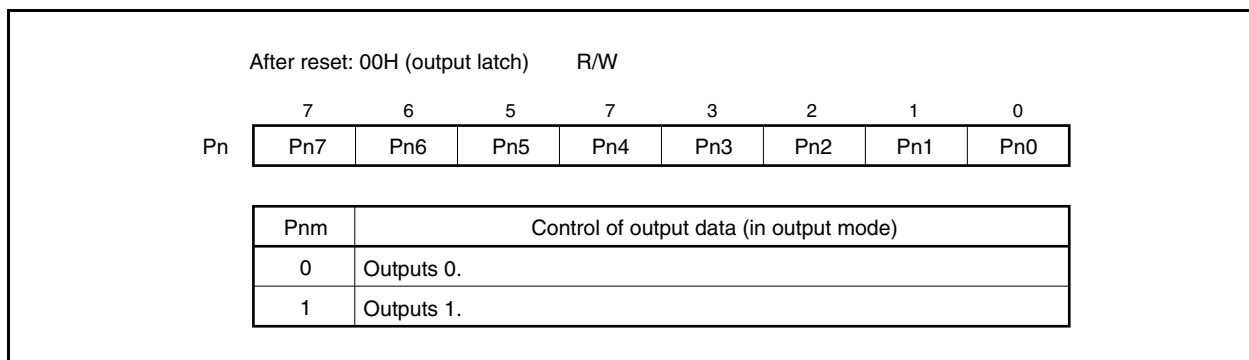 After reset: 00H (output latch) R/W
7 6 5 7 3 2 1 0
Pn Pn7 Pn6 Pn5 Pn4 Pn3 Pn2 Pn1 Pn0
Pnm Control of output data (in output mode)
0 Outputs 0.
1 Outputs 1.